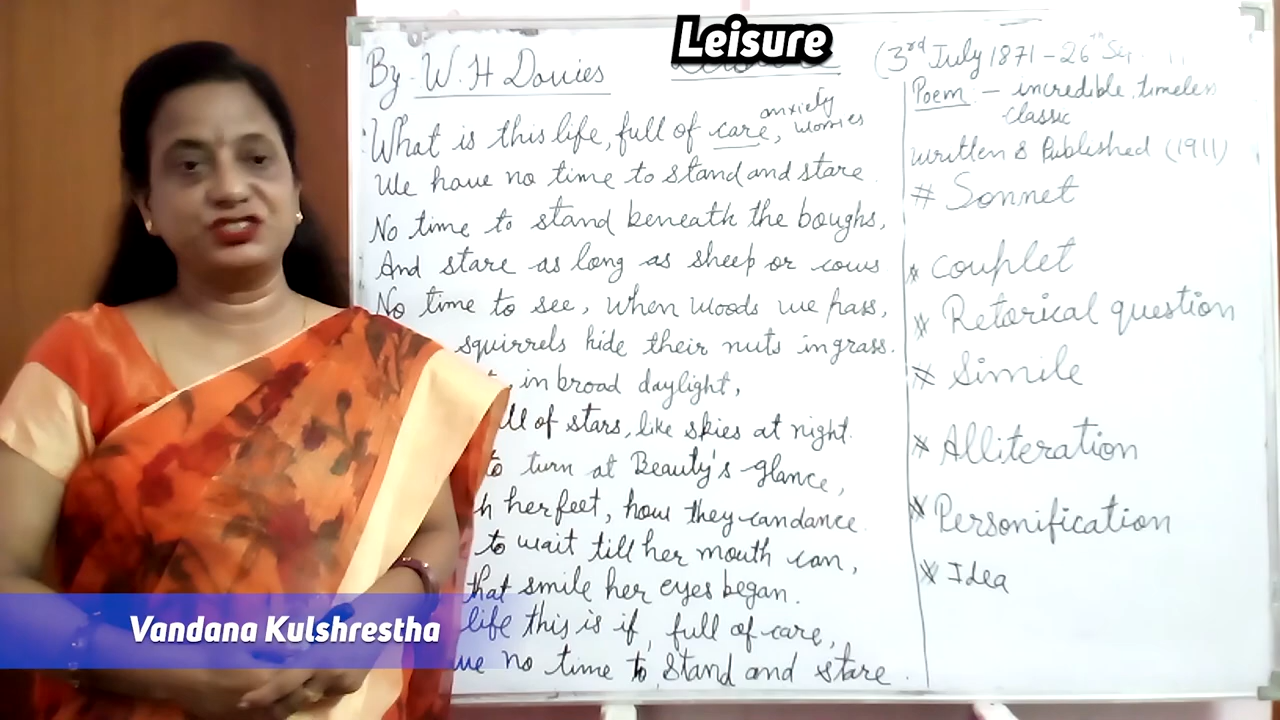 Leisure
By W.H Davies
(3rd July 1871 - 26th Sep
What is this life, full of care, anxiety, worries
We have no time to stand and stare.
No time to stand beneath the boughs,
And stare as long as sheep or cows.
No time to see, when woods we pass,
squirrels hide their nuts in grass.
, in broad daylight,
ll of stars, like skies at night.
to turn at Beauty's glance,
h her feet, how they can dance.
to wait till her mouth can,
that smile her eyes began.
life this is if, full of care,
no time to stand and stare.
Poem :- incredible, timeless
classic
written & Published (1911)
# Sonnet
* Couplet
* Retorical question
* Simile
* Alliteration
* Personification
* Idea
Vandana Kulshrestha